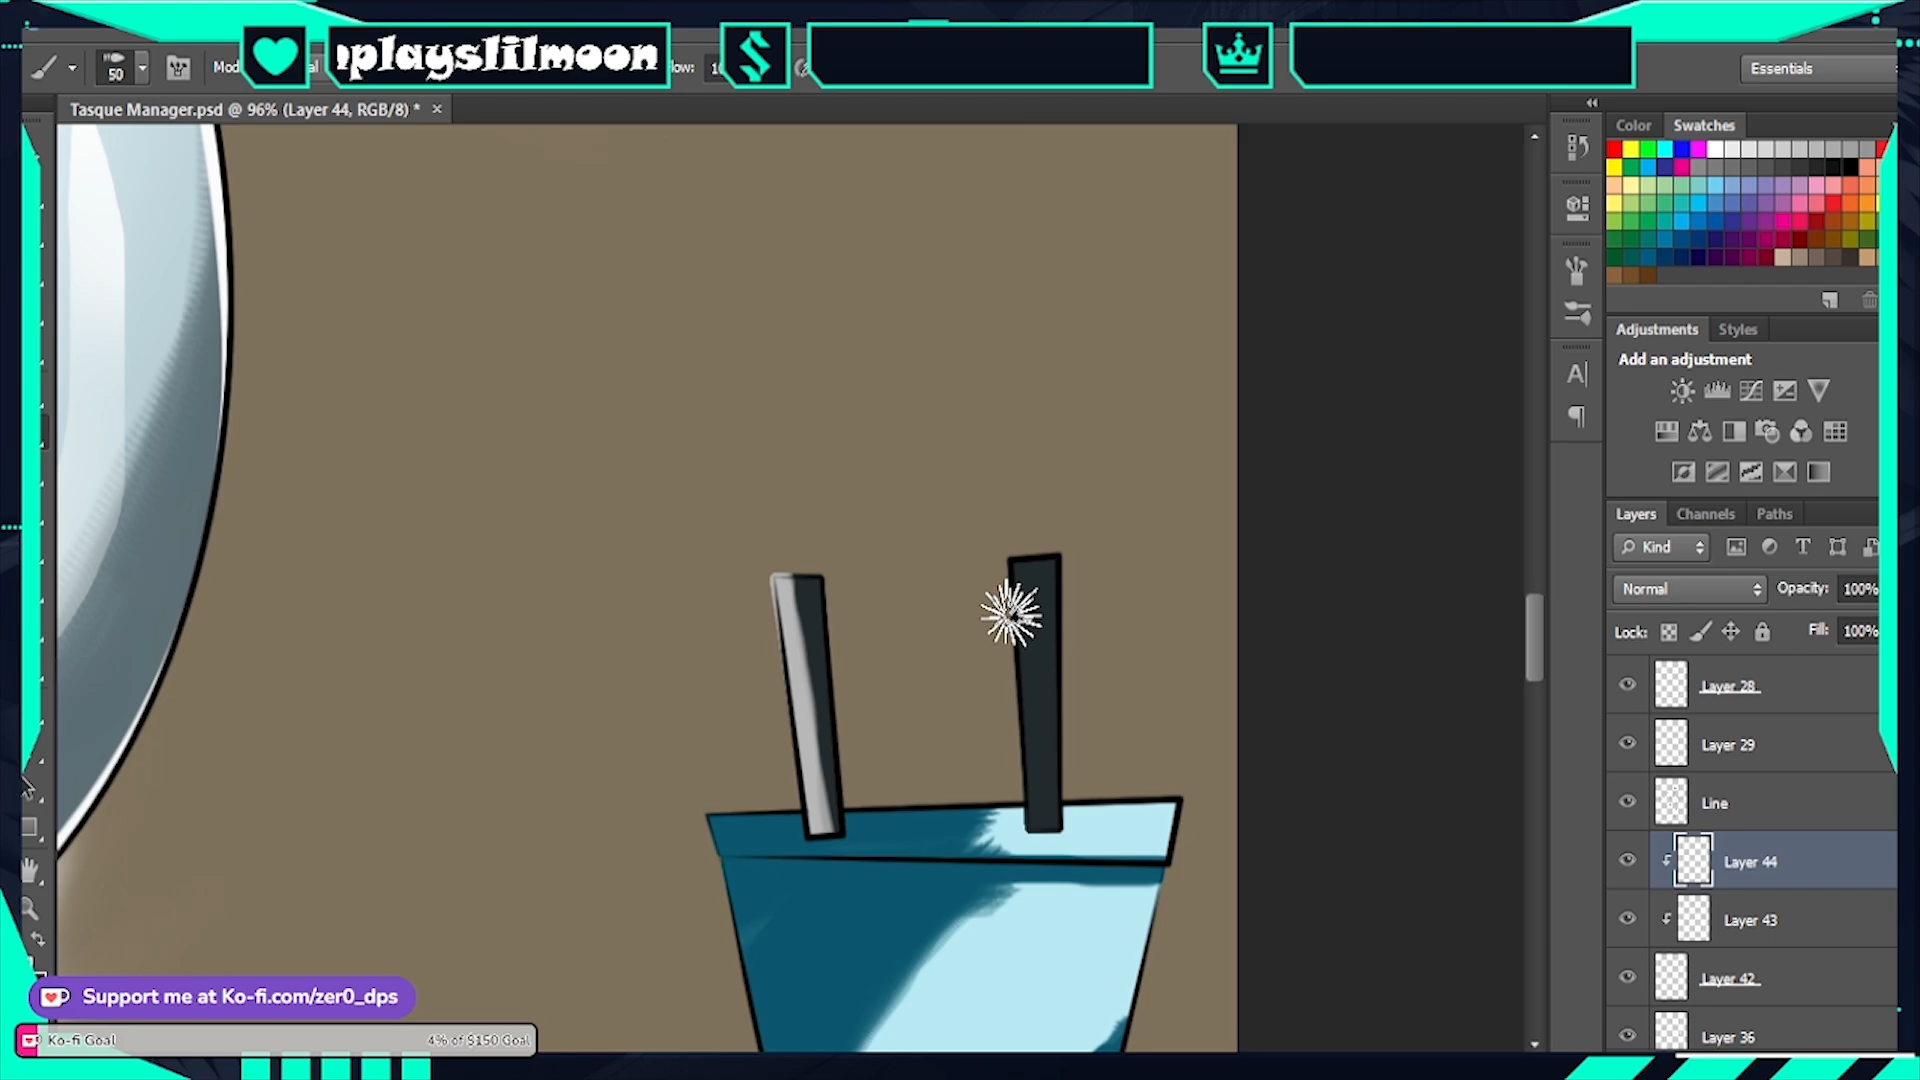 playslilmoon
50
Mod
al
low:
Essentials
Tasque Manager.psd @ 96% (Layer 44, RGB/8) *
Color
Swatches
Adjustments
Styles
Add an adjustment
Layers
Channels
Paths
Kind
Normal
Opacity:
100%
Lock:
Fill:
100%
Layer 28
Layer 29
Line
Layer 44
Layer 43
Layer 42
Layer 36
Support me at Ko-fi.com/zer0_dps
Ko-fi Goal
4% of $150 Goal